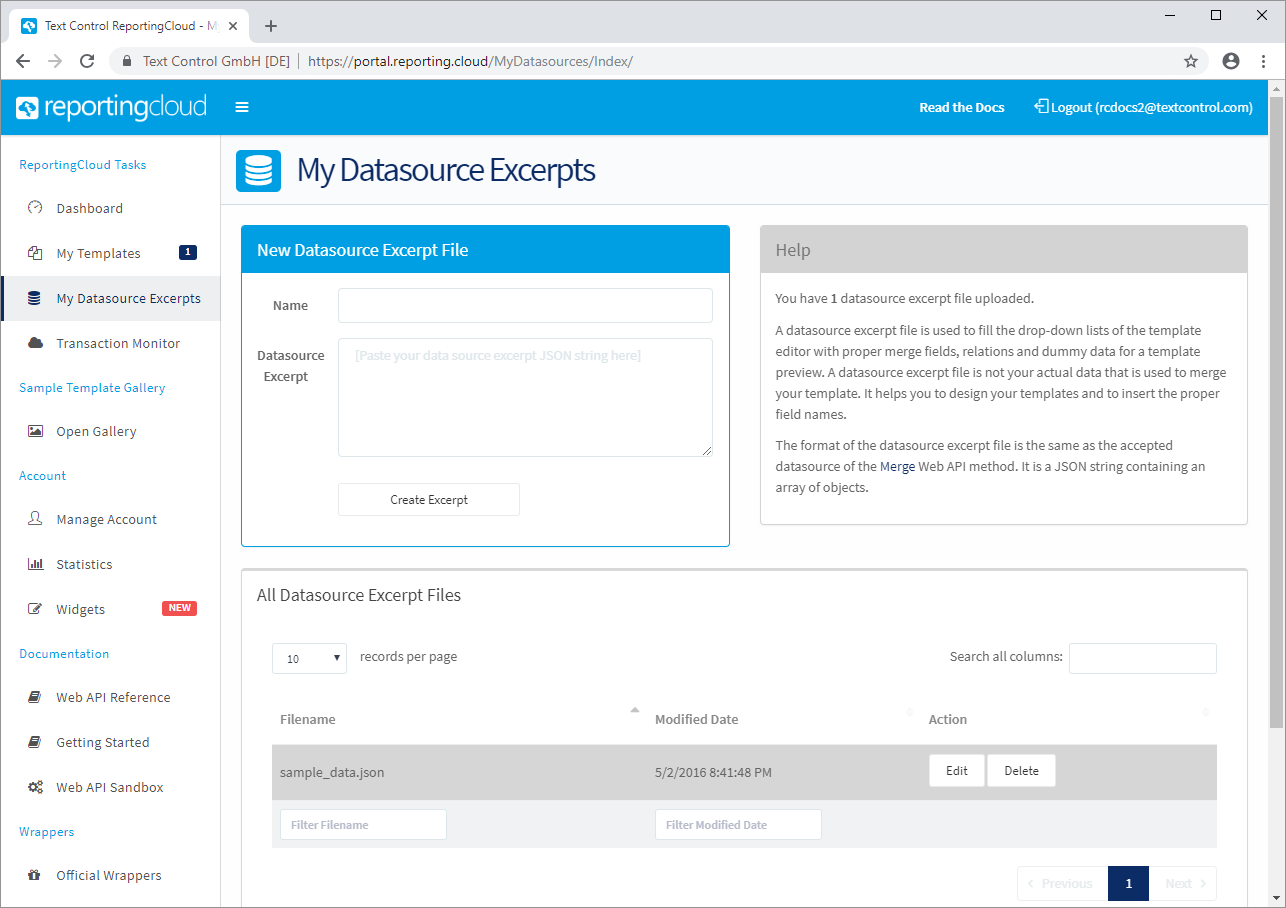 Text Control ReportingCloud - M
Text Control GmbH [DE] | https://portal.reporting.cloud/MyDatasources/Index/
reportingcloud
Read the Docs
Logout (rcdocs2@textcontrol.com)
ReportingCloud Tasks
Dashboard
My Templates 1
My Datasource Excerpts
Transaction Monitor
Sample Template Gallery
Open Gallery
Account
Manage Account
Statistics
Widgets NEW
Documentation
Web API Reference
Getting Started
Web API Sandbox
Wrappers
Official Wrappers
My Datasource Excerpts
New Datasource Excerpt File
Name
Datasource
Excerpt
[Paste your data source excerpt JSON string here]
Create Excerpt
Help
You have 1 datasource excerpt file uploaded.
A datasource excerpt file is used to fill the drop-down lists of the template
editor with proper merge fields, relations and dummy data for a template
preview. A datasource excerpt file is not your actual data that is used to merge
your template. It helps you to design your templates and to insert the proper
field names.
The format of the datasource excerpt file is the same as the accepted
datasource of the Merge Web API method. It is a JSON string containing an
array of objects.
All Datasource Excerpt Files
10 records per page
Search all columns:
Filename Modified Date Action
sample_data.json 5/2/2016 8:41:48 PM Edit Delete
Filter Filename Filter Modified Date
Previous 1 Next